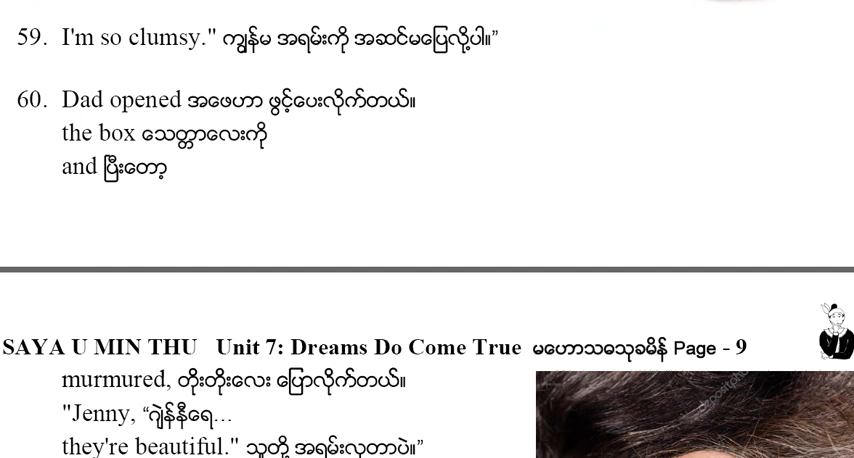 59. I'm so clumsy." ကျွန်မ အရမ်းကို အဆင်မပြေလို့ပါ။”
60. Dad opened အဖေဟာ ဖွင့်ပေးလိုက်တယ်။
the box သေတ္တာလေးကို
and ပြီးတော့
SAYA U MIN THU Unit 7: Dreams Do Come True မဟောသဓသုခမိန် Page - 9
murmured, တိုးတိုးလေး ပြောလိုက်တယ်။
"Jenny, “ဂျဲန်နီရေ...
they're beautiful." သူတို့ အရမ်းလှတာပဲ။”
depositphotos